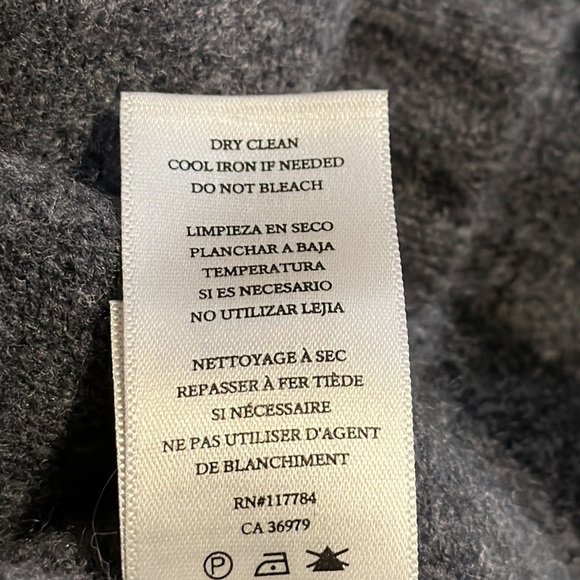 DRY CLEAN
COOL IRON IF NEEDED
DO NOT BLEACH
LIMPIEZA EN SECO
PLANCHAR A BAJA
TEMPERATURA
SI ES NECESARIO
NO UTILIZAR LEJIA
NETTOYAGE À SEC
REPASSER À FER TIÈDE
SI NÉCESSAIRE
NE PAS UTILISER D'AGENT
DE BLANCHIMENT
RN#117784
CA 36979
P